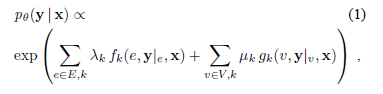 p_θ(y | x) ∝ (1)
exp ( ∑_{e∈E,k} λ_k f_k(e, y|_e, x) + ∑_{v∈V,k} μ_k g_k(v, y|_v, x) ) ,